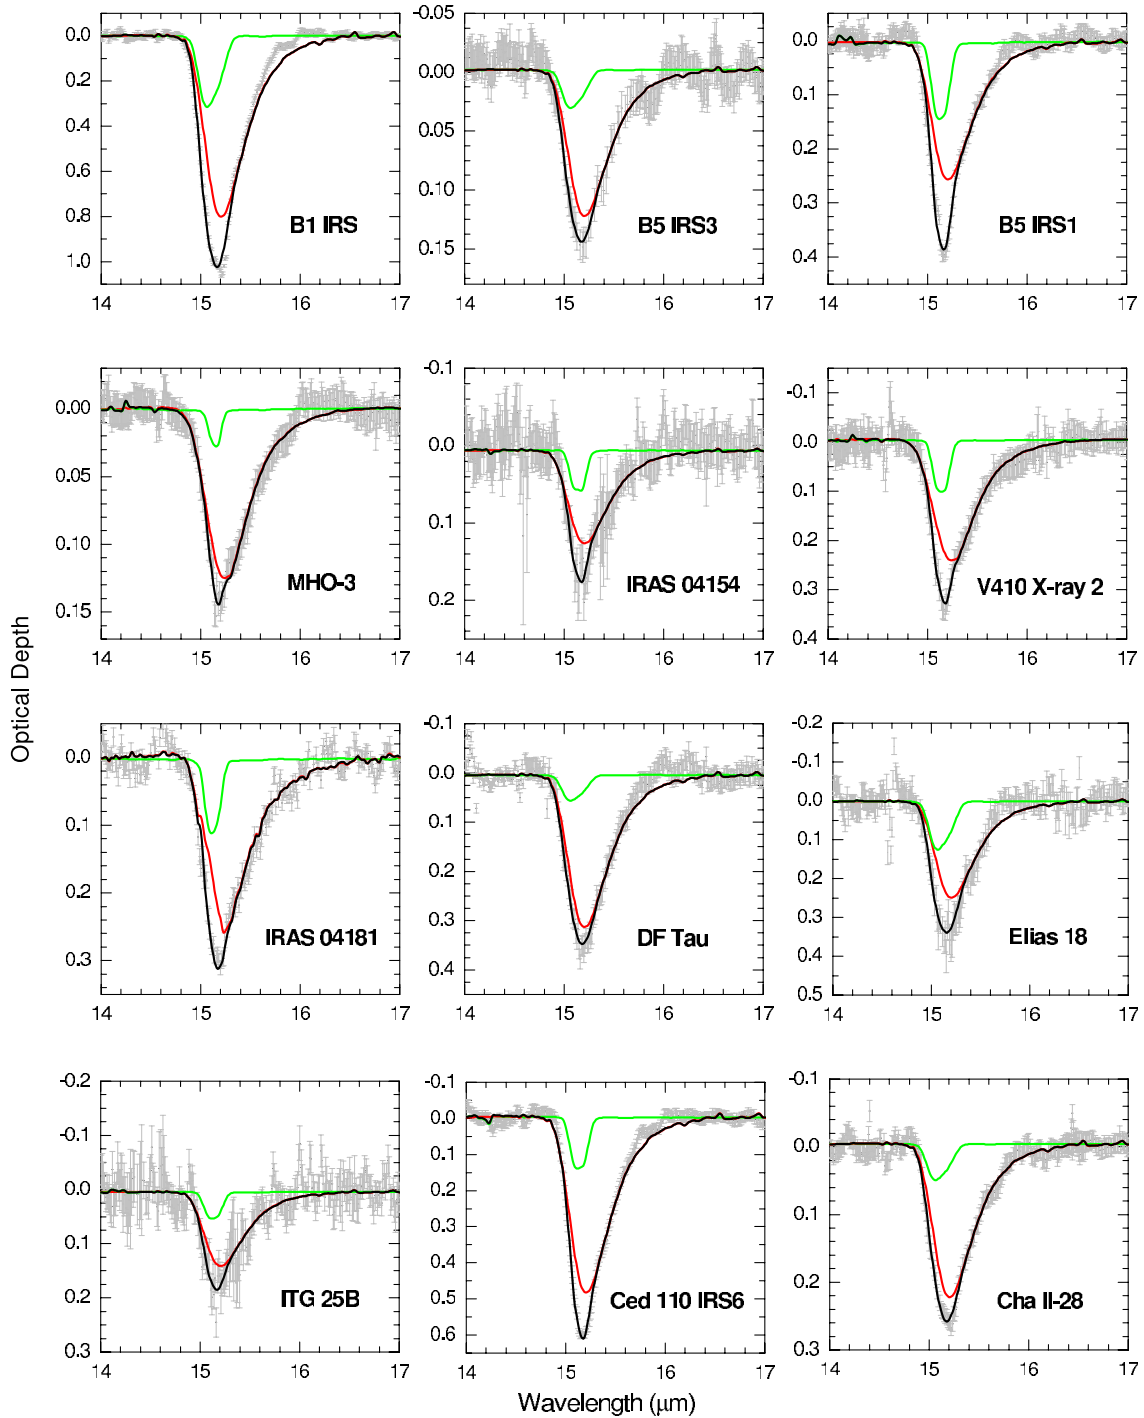 0.0
0.2
0.4
0.6
0.8
1.0
14 15 16 17
B1 IRS
-0.05
0.00
0.05
0.10
0.15
14 15 16 17
B5 IRS3
0.0
0.1
0.2
0.3
0.4
14 15 16 17
B5 IRS1
0.00
0.05
0.10
0.15
14 15 16 17
MHO-3
-0.1
0.0
0.1
0.2
14 15 16 17
IRAS 04154
-0.1
0.0
0.1
0.2
0.3
0.4
14 15 16 17
V410 X-ray 2
Optical Depth
0.0
0.1
0.2
0.3
14 15 16 17
IRAS 04181
-0.1
0.0
0.1
0.2
0.3
0.4
14 15 16 17
DF Tau
-0.2
-0.1
0.0
0.1
0.2
0.3
0.4
0.5
14 15 16 17
Elias 18
-0.2
-0.1
0.0
0.1
0.2
0.3
14 15 16 17
ITG 25B
-0.1
0.0
0.1
0.2
0.3
0.4
0.5
0.6
14 15 16 17
Ced 110 IRS6
-0.1
0.0
0.1
0.2
0.3
14 15 16 17
Cha II-28
Wavelength (μm)